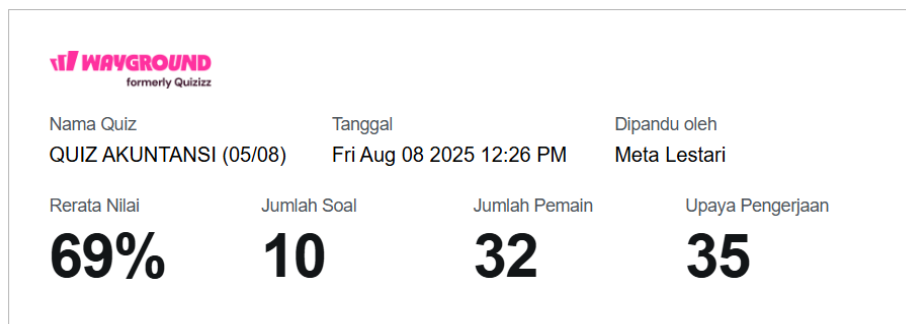 WAYGROUND
formerly Quizizz
Nama Quiz Tanggal Dipandu oleh
QUIZ AKUNTANSI (05/08) Fri Aug 08 2025 12:26 PM Meta Lestari
Rerata Nilai Jumlah Soal Jumlah Pemain Upaya Pengerjaan
69% 10 32 35